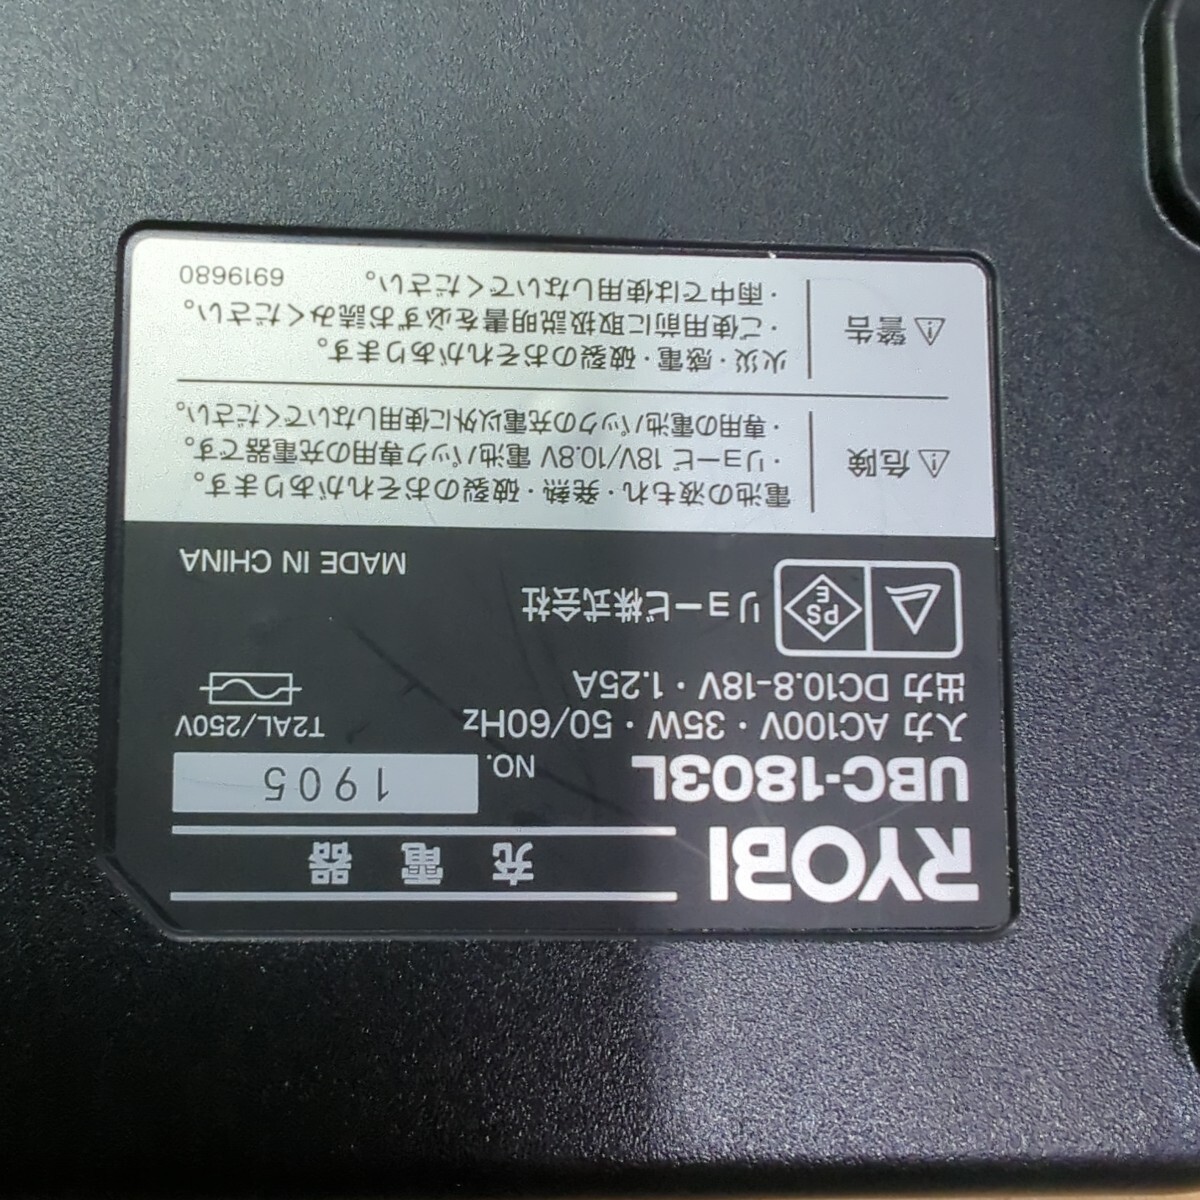 RYOBI 充電器
UBC-1803L NO. 1905
入力 AC100V・35W・50/60Hz T2AL/250V
出力 DC10.8-18V・1.25A
PS
E
リョービ株式会社
MADE IN CHINA
⚠危険
電池の液もれ・発熱・破裂のおそれがあります。
・リョービ 18V/10.8V 電池パック専用の充電器です。
・専用の電池パックの充電以外に使用しないでください。
⚠警告
火災・感電・破裂のおそれがあります。
・ご使用前に取扱説明書を必ずお読みください。
・雨中では使用しないでください。
6919680